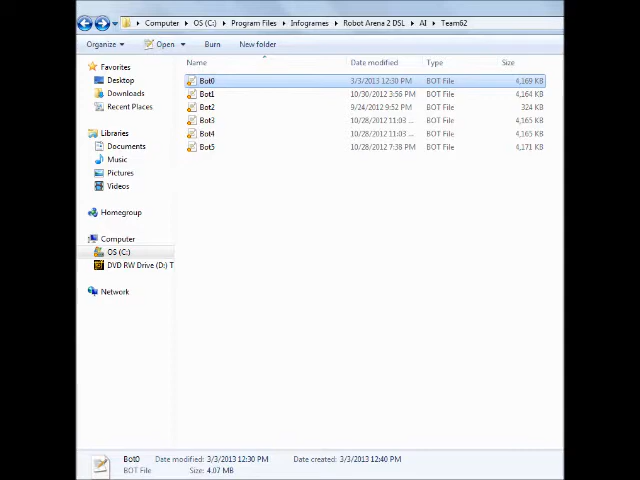 Computer ▸ OS (C:) ▸ Program Files ▸ Infogrames ▸ Robot Arena 2 DSL ▸ AI ▸ Team62
Organize ▾ Open ▾ Burn New folder
Name Date modified Type Size
Favorites
Desktop
Downloads
Recent Places
Libraries
Documents
Music
Pictures
Videos
Homegroup
Computer
OS (C:)
DVD RW Drive (D:) T
Network
Bot0 3/3/2013 12:30 PM BOT File 4,169 KB
Bot1 10/30/2012 3:56 PM BOT File 4,164 KB
Bot2 9/24/2012 9:52 PM BOT File 324 KB
Bot3 10/28/2012 11:03 ... BOT File 4,165 KB
Bot4 10/28/2012 11:03 ... BOT File 4,165 KB
Bot5 10/28/2012 7:38 PM BOT File 4,171 KB
Bot0 Date modified: 3/3/2013 12:30 PM Date created: 3/3/2013 12:40 PM
BOT File Size: 4.07 MB